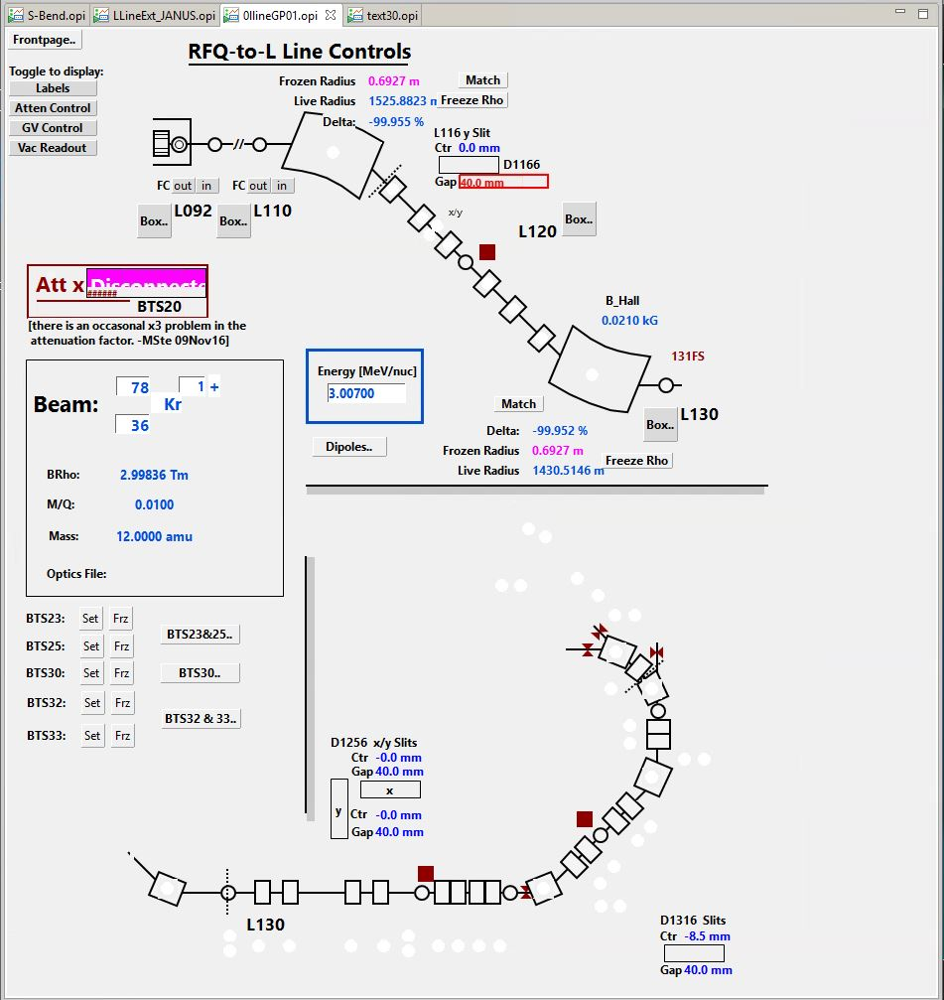 S-Bend.opi LLineExt_JANUS.opi 0llineGP01.opi text30.opi
Frontpage..
RFQ-to-L Line Controls
Toggle to display:
Labels
Atten Control
GV Control
Vac Readout
Frozen Radius 0.6927 m Match
Live Radius 1525.8823 m Freeze Rho
Delta: -99.955 %
L116 y Slit
Ctr 0.0 mm
D1166
Gap 40.0 mm
FC out in FC out in
Box.. L092 Box.. L110
x/y
L120 Box..
Att x
######
BTS20
[there is an occasonal x3 problem in the
attenuation factor. -MSte 09Nov16]
B_Hall
0.0210 kG
131FS
Energy [MeV/nuc]
3.00700
Dipoles..
Match
Box.. L130
Delta: -99.952 %
Frozen Radius 0.6927 m
Freeze Rho
Live Radius 1430.5146 m
Beam: 78 1 +
Kr
36
BRho: 2.99836 Tm
M/Q: 0.0100
Mass: 12.0000 amu
Optics File:
BTS23: Set Frz
BTS23&25..
BTS25: Set Frz
BTS30: Set Frz BTS30..
BTS32: Set Frz
BTS32 & 33..
BTS33: Set Frz
D1256 x/y Slits
Ctr -0.0 mm
Gap 40.0 mm
x
y
Ctr -0.0 mm
Gap 40.0 mm
L130
D1316 Slits
Ctr -8.5 mm
Gap 40.0 mm